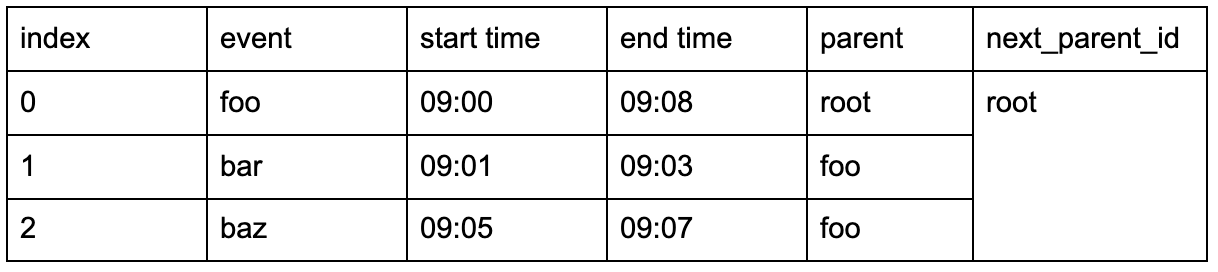 index event start time end time parent next_parent_id
0 foo 09:00 09:08 root root
1 bar 09:01 09:03 foo
2 baz 09:05 09:07 foo